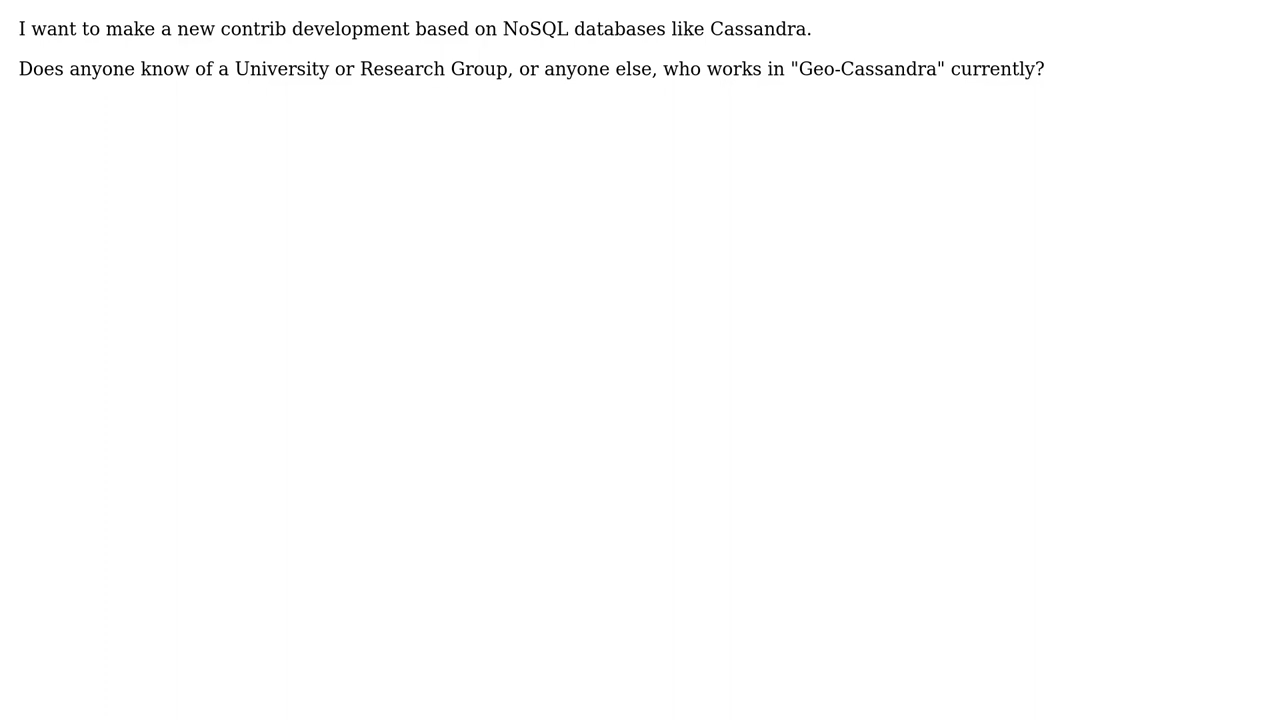 I want to make a new contrib development based on NoSQL databases like Cassandra.
Does anyone know of a University or Research Group, or anyone else, who works in "Geo-Cassandra" currently?